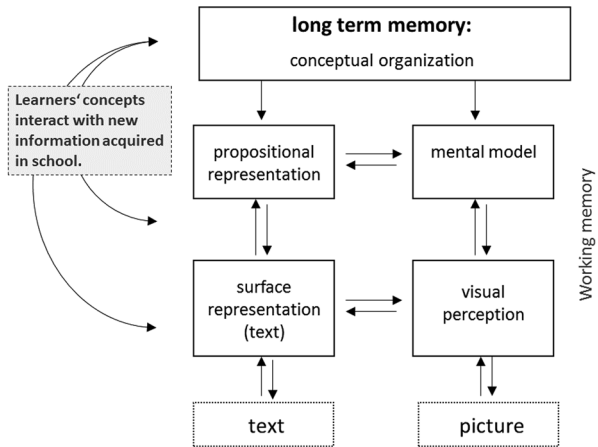 long term memory:
conceptual organization
Learners‘ concepts
interact with new
information acquired
in school.
propositional
representation
mental model
surface
representation
(text)
visual
perception
Working memory
text
picture